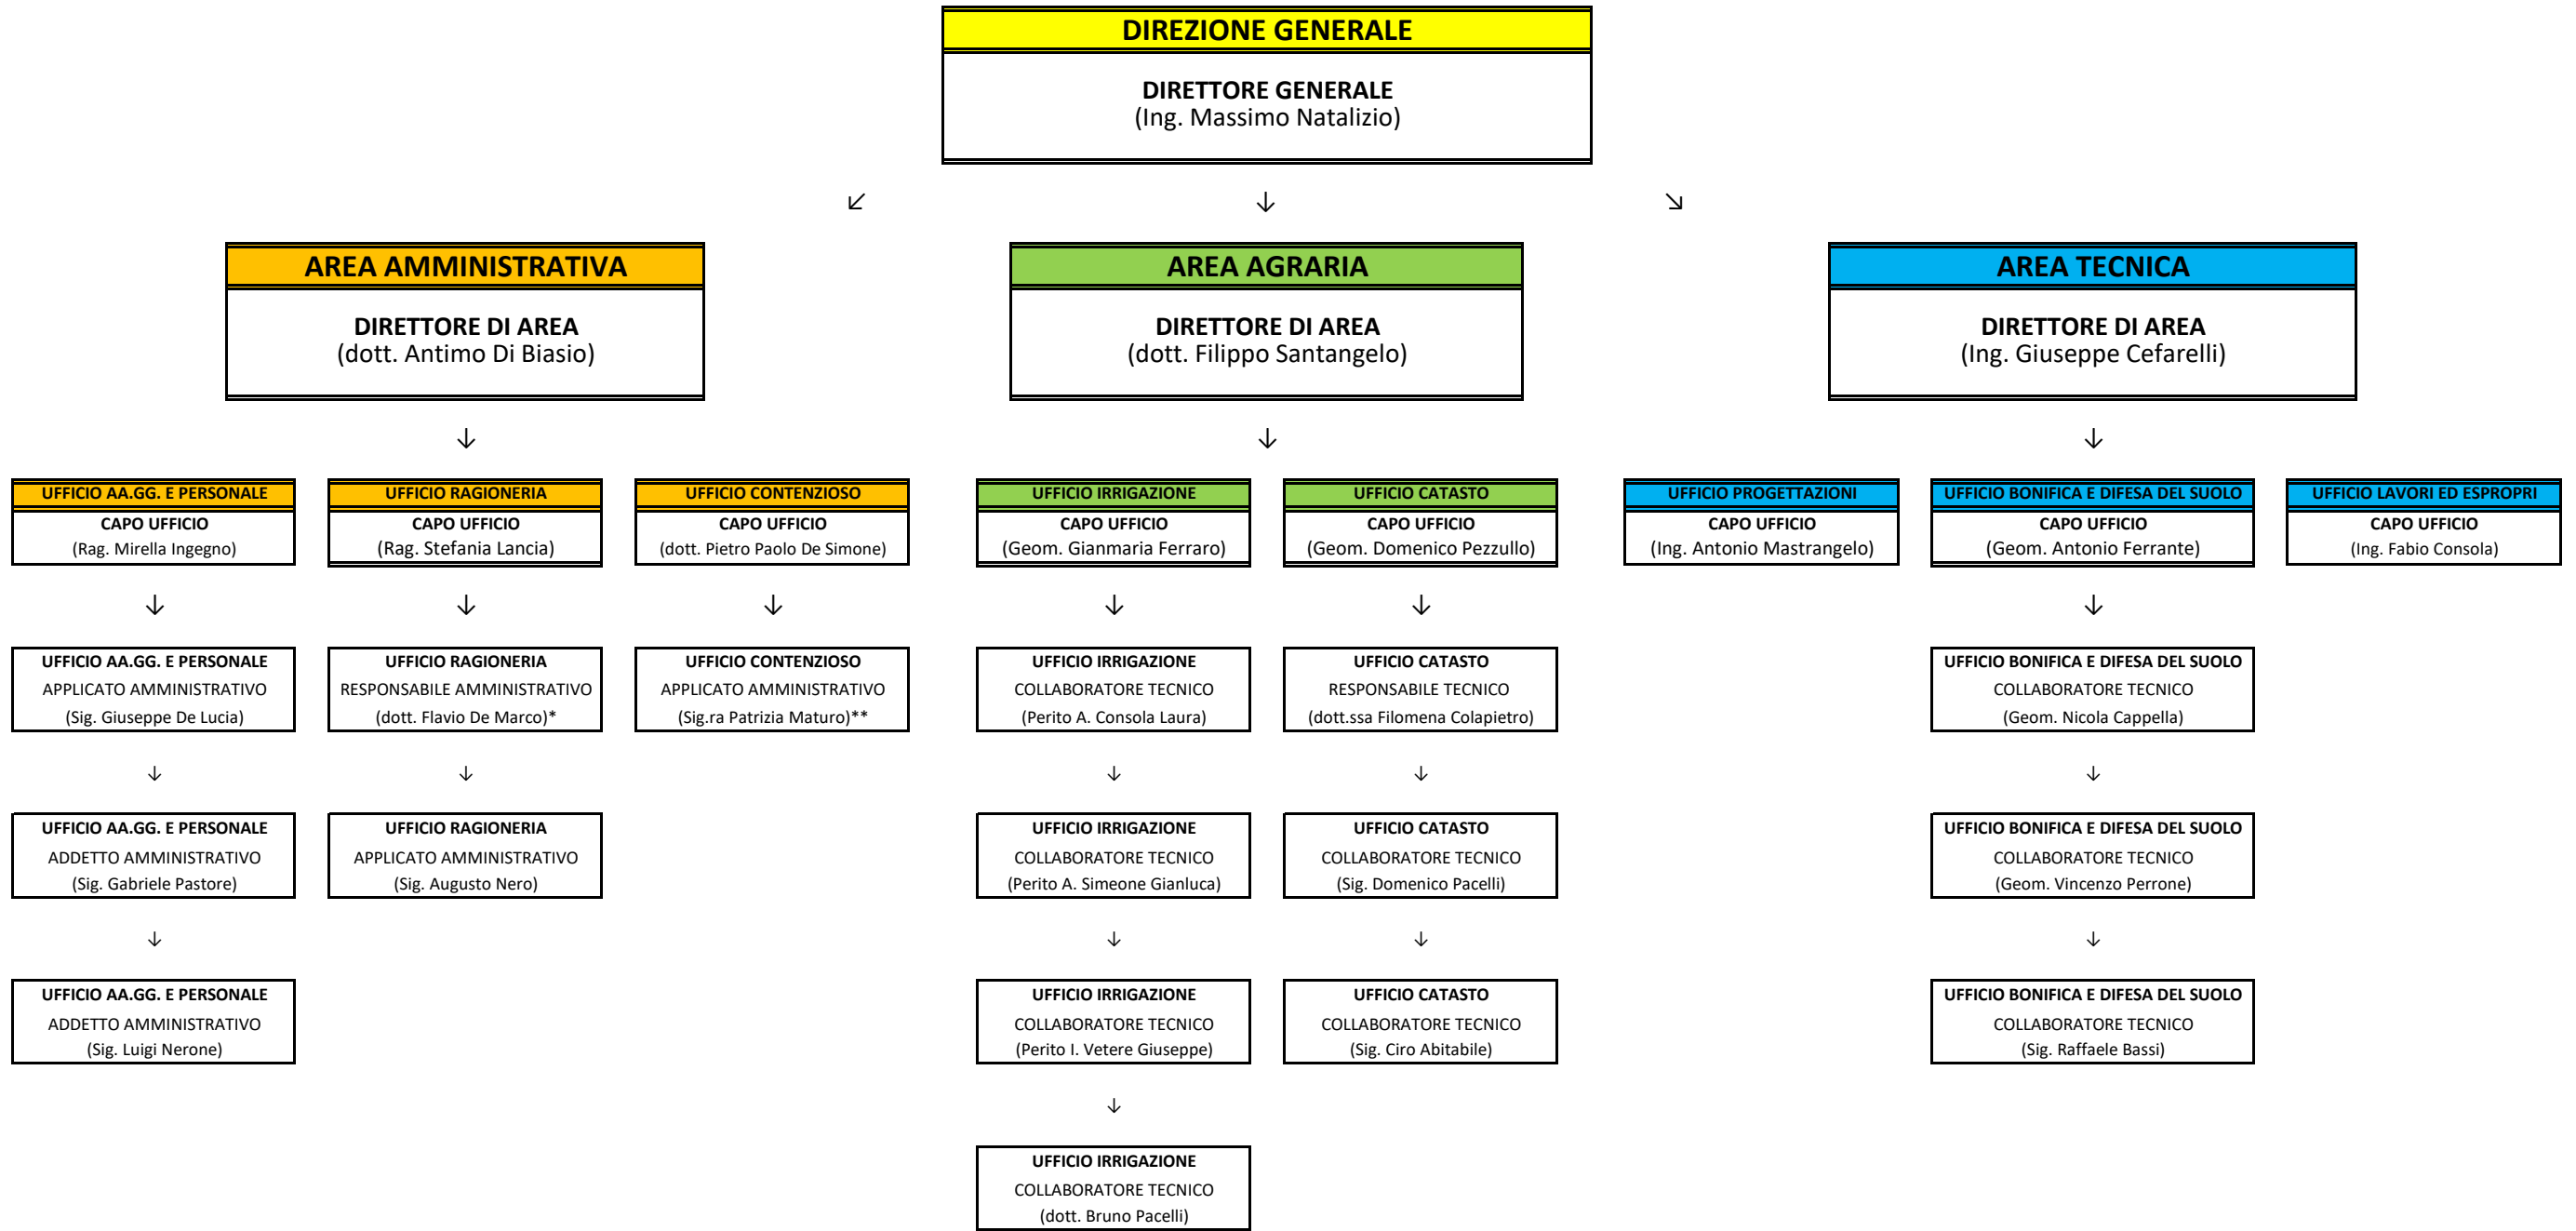 DIREZIONE GENERALE
DIRETTORE GENERALE
(Ing. Massimo Natalizio)
↙ ↓ ↘
AREA AMMINISTRATIVA
DIRETTORE DI AREA
(dott. Antimo Di Biasio)
AREA AGRARIA
DIRETTORE DI AREA
(dott. Filippo Santangelo)
AREA TECNICA
DIRETTORE DI AREA
(Ing. Giuseppe Cefarelli)
↓ ↓ ↓
UFFICIO AA.GG. E PERSONALE
CAPO UFFICIO
(Rag. Mirella Ingegno)
UFFICIO RAGIONERIA
CAPO UFFICIO
(Rag. Stefania Lancia)
UFFICIO CONTENZIOSO
CAPO UFFICIO
(dott. Pietro Paolo De Simone)
UFFICIO IRRIGAZIONE
CAPO UFFICIO
(Geom. Gianmaria Ferraro)
UFFICIO CATASTO
CAPO UFFICIO
(Geom. Domenico Pezzullo)
UFFICIO PROGETTAZIONI
CAPO UFFICIO
(Ing. Antonio Mastrangelo)
UFFICIO BONIFICA E DIFESA DEL SUOLO
CAPO UFFICIO
(Geom. Antonio Ferrante)
UFFICIO LAVORI ED ESPROPRI
CAPO UFFICIO
(Ing. Fabio Consola)
↓ ↓ ↓ ↓ ↓ ↓
UFFICIO AA.GG. E PERSONALE
APPLICATO AMMINISTRATIVO
(Sig. Giuseppe De Lucia)
UFFICIO RAGIONERIA
RESPONSABILE AMMINISTRATIVO
(dott. Flavio De Marco)*
UFFICIO CONTENZIOSO
APPLICATO AMMINISTRATIVO
(Sig.ra Patrizia Maturo)**
UFFICIO IRRIGAZIONE
COLLABORATORE TECNICO
(Perito A. Consola Laura)
UFFICIO CATASTO
RESPONSABILE TECNICO
(dott.ssa Filomena Colapietro)
UFFICIO BONIFICA E DIFESA DEL SUOLO
COLLABORATORE TECNICO
(Geom. Nicola Cappella)
↓ ↓ ↓ ↓ ↓
UFFICIO AA.GG. E PERSONALE
ADDETTO AMMINISTRATIVO
(Sig. Gabriele Pastore)
UFFICIO RAGIONERIA
APPLICATO AMMINISTRATIVO
(Sig. Augusto Nero)
UFFICIO IRRIGAZIONE
COLLABORATORE TECNICO
(Perito A. Simeone Gianluca)
UFFICIO CATASTO
COLLABORATORE TECNICO
(Sig. Domenico Pacelli)
UFFICIO BONIFICA E DIFESA DEL SUOLO
COLLABORATORE TECNICO
(Geom. Vincenzo Perrone)
↓ ↓ ↓ ↓
UFFICIO AA.GG. E PERSONALE
ADDETTO AMMINISTRATIVO
(Sig. Luigi Nerone)
UFFICIO IRRIGAZIONE
COLLABORATORE TECNICO
(Perito I. Vetere Giuseppe)
UFFICIO CATASTO
COLLABORATORE TECNICO
(Sig. Ciro Abitabile)
UFFICIO BONIFICA E DIFESA DEL SUOLO
COLLABORATORE TECNICO
(Sig. Raffaele Bassi)
↓
UFFICIO IRRIGAZIONE
COLLABORATORE TECNICO
(dott. Bruno Pacelli)